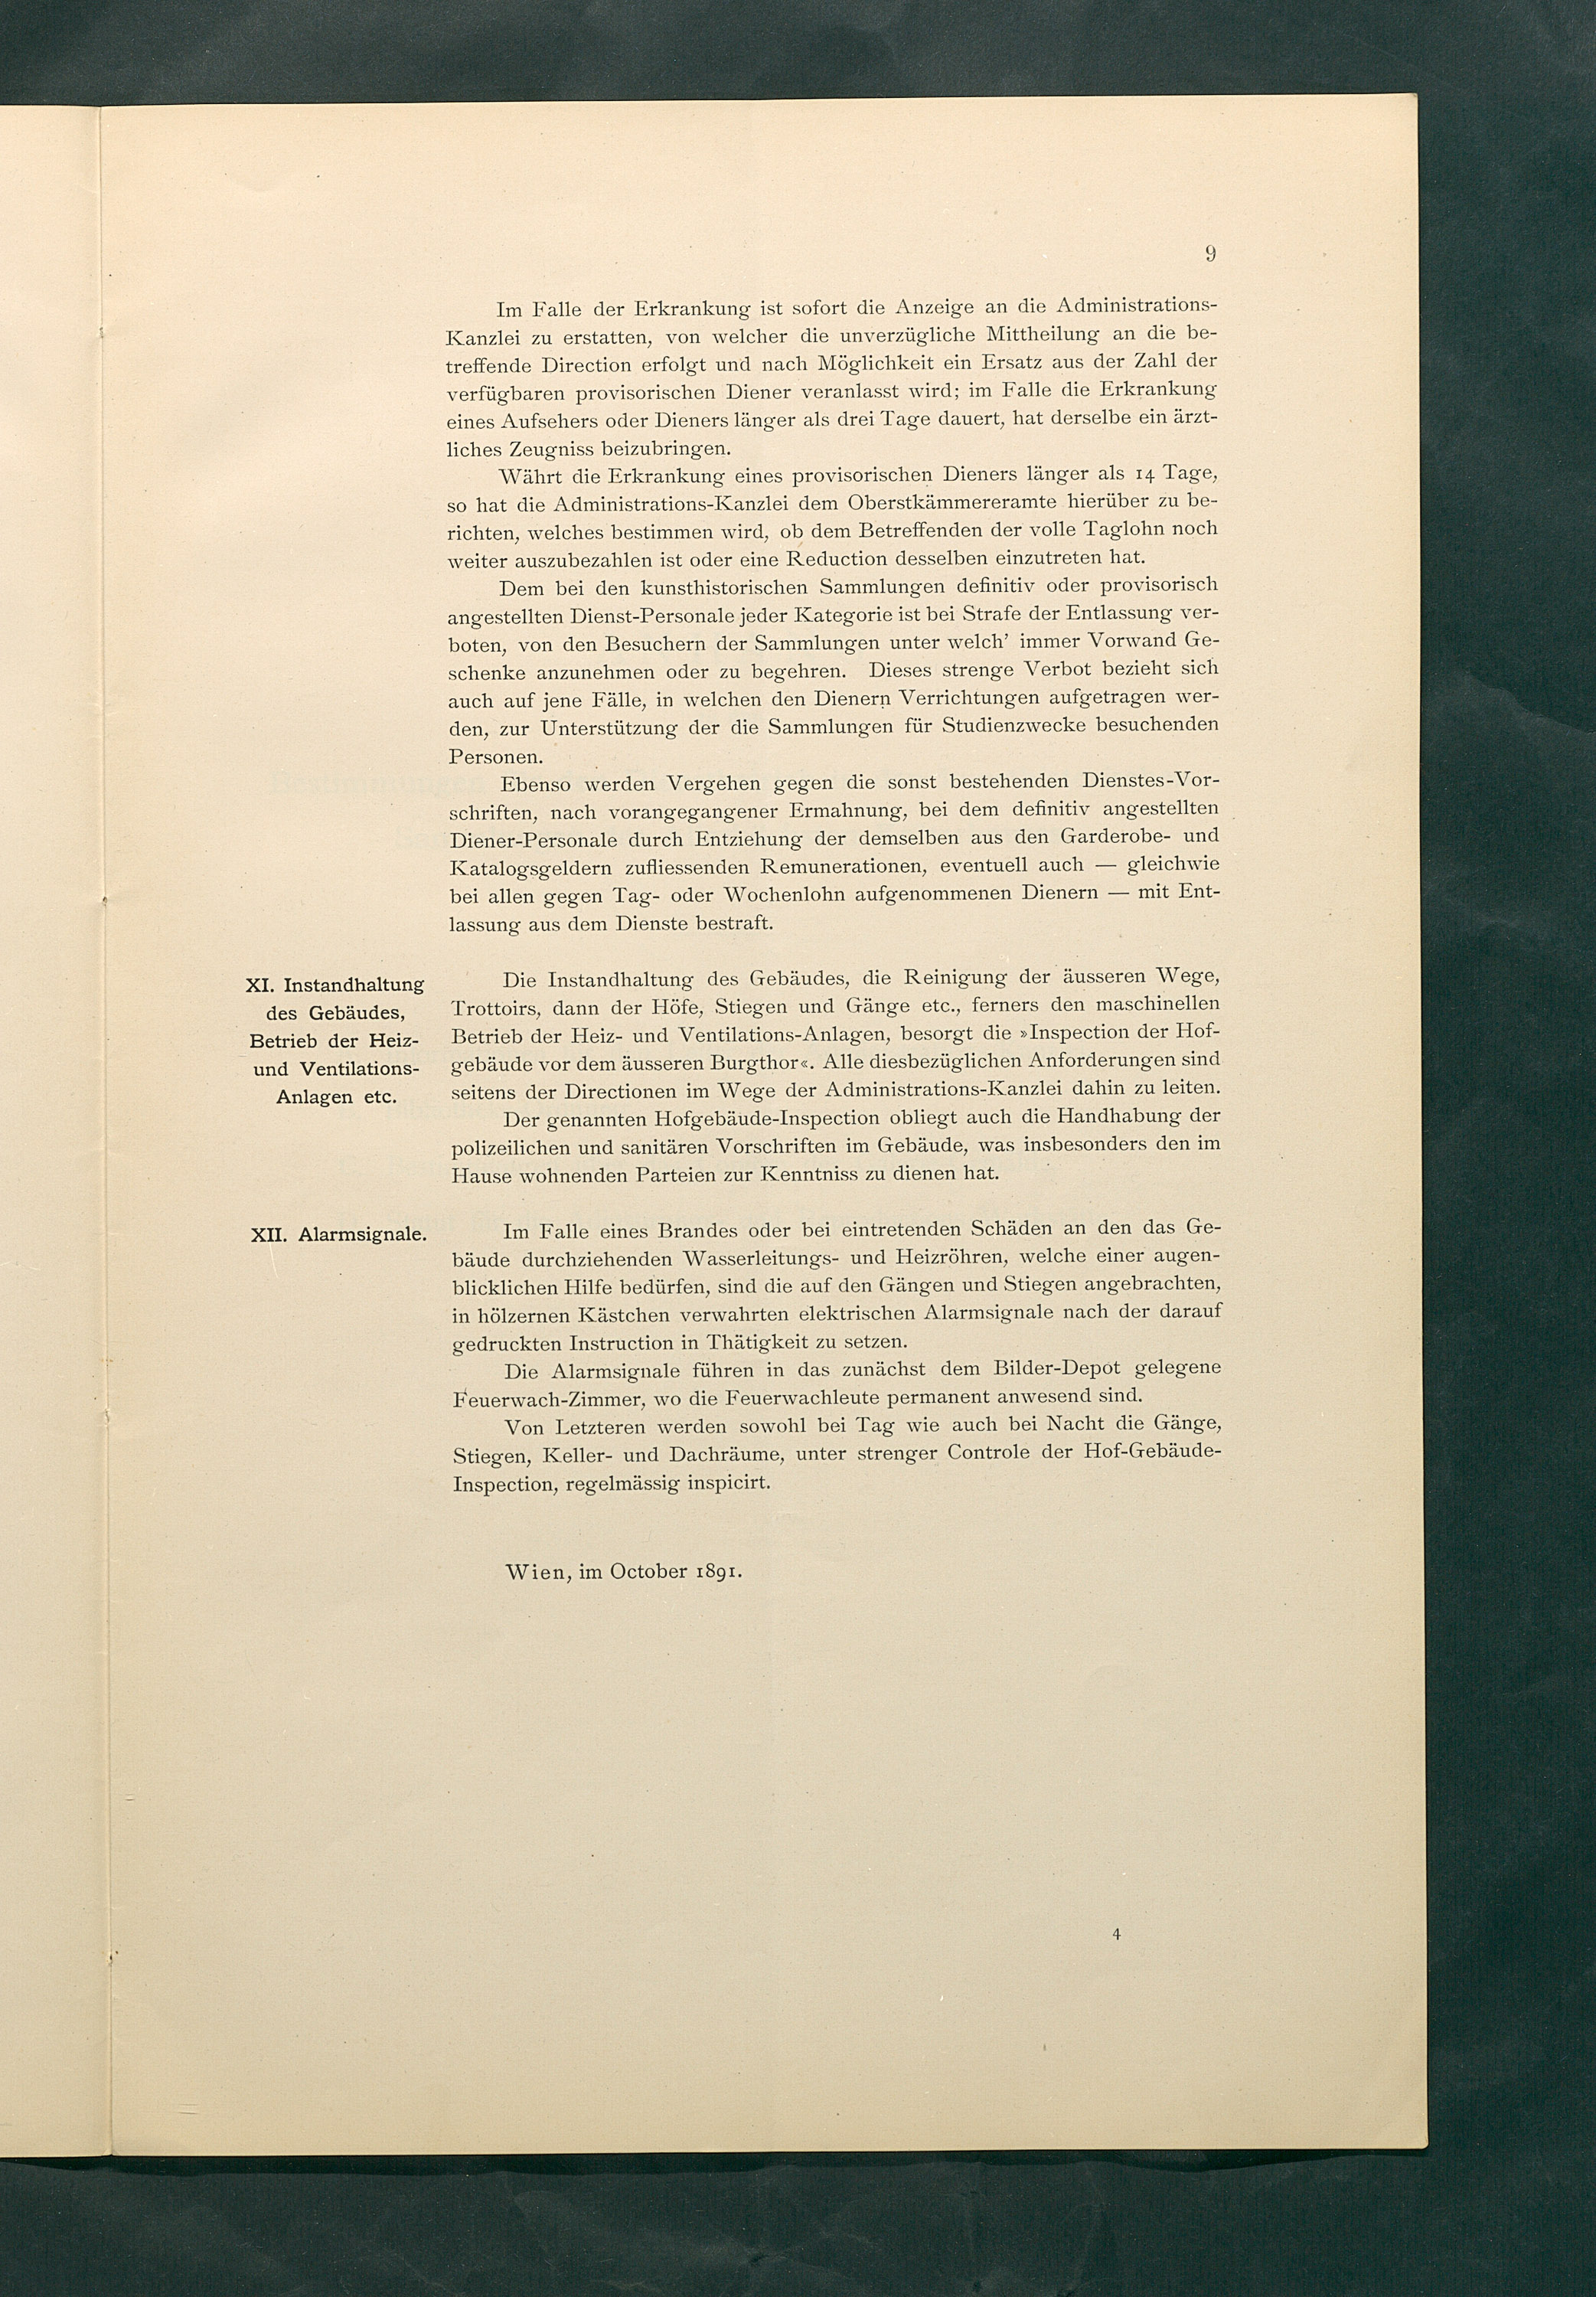 9
Im Falle der Erkrankung ist sofort die Anzeige an die Administrations-
Kanzlei zu erstatten, von welcher die unverzügliche Mittheilung an die be-
treffende Direction erfolgt und nach Möglichkeit ein Ersatz aus der Zahl der
verfügbaren provisorischen Diener veranlasst wird; im Falle die Erkrankung
eines Aufsehers oder Dieners länger als drei Tage dauert, hat derselbe ein ärzt-
liches Zeugniss beizubringen.
Währt die Erkrankung eines provisorischen Dieners länger als 14 Tage,
so hat die Administrations-Kanzlei dem Oberstkämmereramte hierüber zu be-
richten, welches bestimmen wird, ob dem Betreffenden der volle Taglohn noch
weiter auszubezahlen ist oder eine Reduction desselben einzutreten hat.
Dem bei den kunsthistorischen Sammlungen definitiv oder provisorisch
angestellten Dienst-Personale jeder Kategorie ist bei Strafe der Entlassung ver-
boten, von den Besuchern der Sammlungen unter welch' immer Vorwand Ge-
schenke anzunehmen oder zu begehren. Dieses strenge Verbot bezieht sich
auch auf jene Fälle, in welchen den Dienern Verrichtungen aufgetragen wer-
den, zur Unterstützung der die Sammlungen für Studienzwecke besuchenden
Personen.
Ebenso werden Vergehen gegen die sonst bestehenden Dienstes-Vor-
schriften, nach vorangegangener Ermahnung, bei dem definitiv angestellten
Diener-Personale durch Entziehung der demselben aus den Garderobe- und
Katalogsgeldern zufliessenden Remunerationen, eventuell auch — gleichwie
bei allen gegen Tag- oder Wochenlohn aufgenommenen Dienern — mit Ent-
lassung aus dem Dienste bestraft.
XI. Instandhaltung
des Gebäudes,
Betrieb der Heiz-
und Ventilations-
Anlagen etc.
Die Instandhaltung des Gebäudes, die Reinigung der äusseren Wege,
Trottoirs, dann der Höfe, Stiegen und Gänge etc., ferners den maschinellen
Betrieb der Heiz- und Ventilations-Anlagen, besorgt die »Inspection der Hof-
gebäude vor dem äusseren Burgthor«. Alle diesbezüglichen Anforderungen sind
seitens der Directionen im Wege der Administrations-Kanzlei dahin zu leiten.
Der genannten Hofgebäude-Inspection obliegt auch die Handhabung der
polizeilichen und sanitären Vorschriften im Gebäude, was insbesonders den im
Hause wohnenden Parteien zur Kenntniss zu dienen hat.
XII. Alarmsignale.
Im Falle eines Brandes oder bei eintretenden Schäden an den das Ge-
bäude durchziehenden Wasserleitungs- und Heizröhren, welche einer augen-
blicklichen Hilfe bedürfen, sind die auf den Gängen und Stiegen angebrachten,
in hölzernen Kästchen verwahrten elektrischen Alarmsignale nach der darauf
gedruckten Instruction in Thätigkeit zu setzen.
Die Alarmsignale führen in das zunächst dem Bilder-Depôt gelegene
Feuerwach-Zimmer, wo die Feuerwachleute permanent anwesend sind.
Von Letzteren werden sowohl bei Tag wie auch bei Nacht die Gänge,
Stiegen, Keller- und Dachräume, unter strenger Controle der Hof-Gebäude-
Inspection, regelmässig inspicirt.
Wien, im October 1891.
4